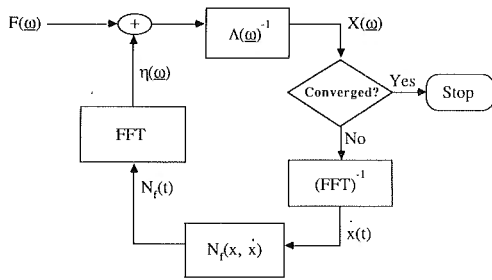 F(ω)
+
Λ(ω)⁻¹
X(ω)
η(ω)
Converged?
Yes
Stop
FFT
No
(FFT)⁻¹
N_f(t)
ẋ(t)
N_f(x, ẋ)